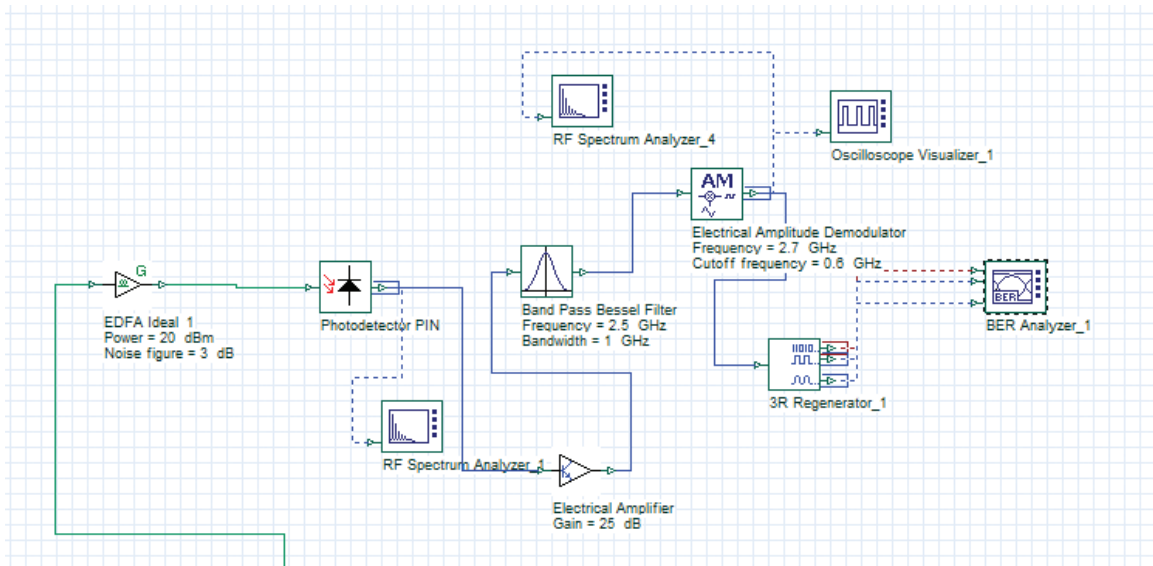 RF Spectrum Analyzer_4
Oscilloscope Visualizer_1
AM
Electrical Amplitude Demodulator
Frequency = 2.7 GHz
Cutoff frequency = 0.6 GHz
G
EDFA Ideal 1
Power = 20 dBm
Noise figure = 3 dB
Photodetector PIN
Band Pass Bessel Filter
Frequency = 2.5 GHz
Bandwidth = 1 GHz
BER
BER Analyzer_1
1010..
3R Regenerator_1
RF Spectrum Analyzer_1
Electrical Amplifier
Gain = 25 dB